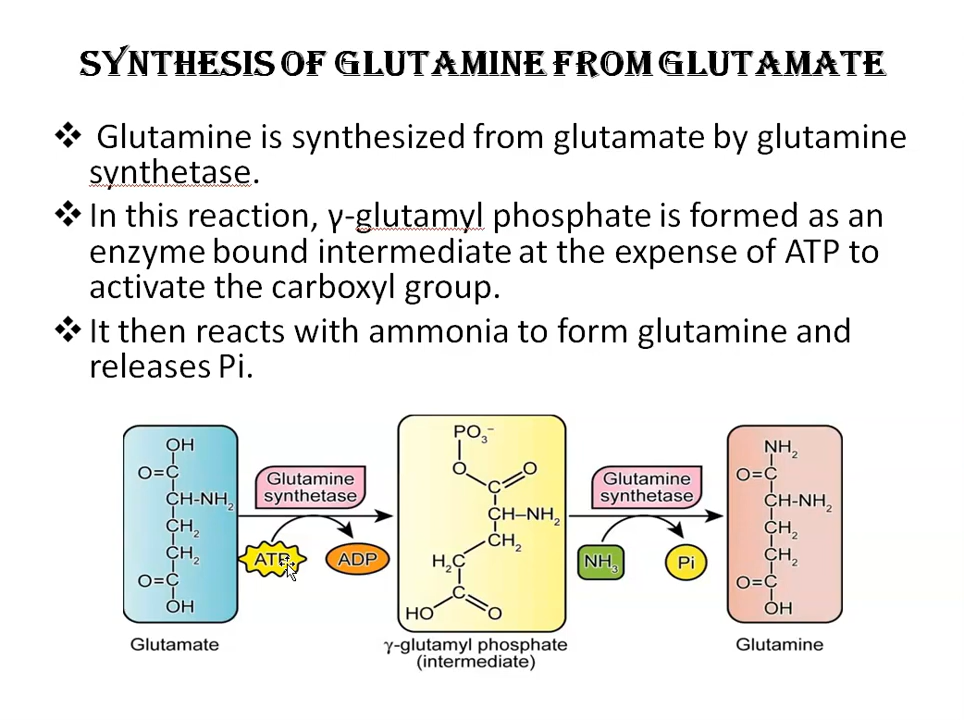 SYNTHESIS OF GLUTAMINE FROM GLUTAMATE
❖ Glutamine is synthesized from glutamate by glutamine
synthetase.
❖ In this reaction, γ-glutamyl phosphate is formed as an
enzyme bound intermediate at the expense of ATP to
activate the carboxyl group.
❖ It then reacts with ammonia to form glutamine and
releases Pi.
OH
O=C
CH-NH₂
CH₂
CH₂
O=C
OH
Glutamate
Glutamine
synthetase
ATP
ADP
PO₃⁻
O
O
C
CH–NH₂
CH₂
H₂C
C
HO
O
γ-glutamyl phosphate
(intermediate)
Glutamine
synthetase
NH₃
Pi
NH₂
O=C
CH-NH₂
CH₂
CH₂
O=C
OH
Glutamine